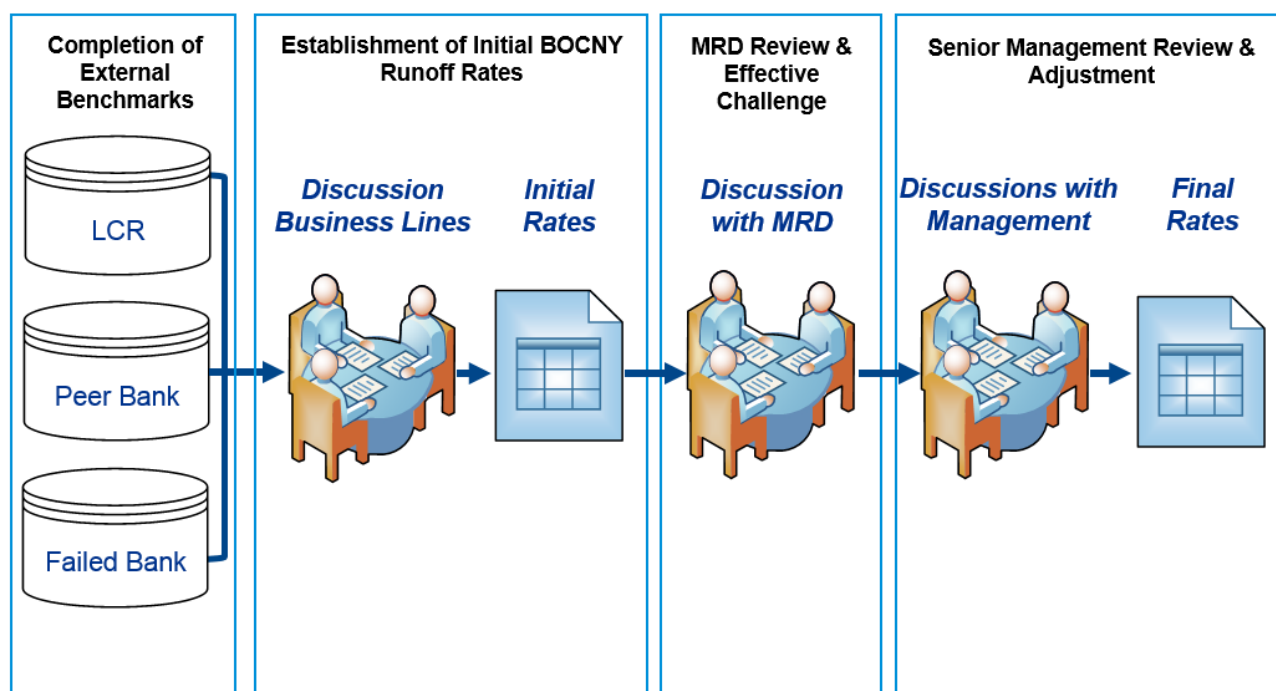 Completion of
External
Benchmarks
LCR
Peer Bank
Failed Bank
Establishment of Initial BOCNY
Runoff Rates
Discussion
Business Lines
Initial
Rates
MRD Review &
Effective
Challenge
Discussion
with MRD
Senior Management Review &
Adjustment
Discussions with
Management
Final
Rates